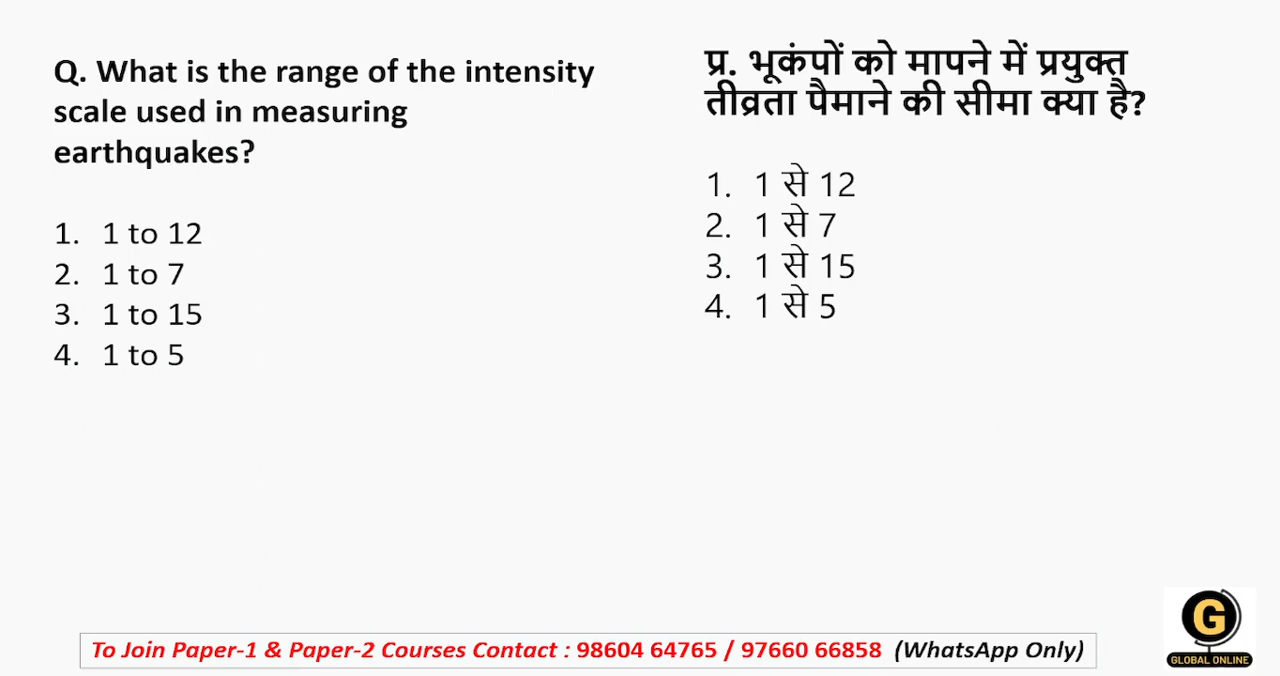 Q. What is the range of the intensity
scale used in measuring
earthquakes?
1. 1 to 12
2. 1 to 7
3. 1 to 15
4. 1 to 5
प्र. भूकंपों को मापने में प्रयुक्त
तीव्रता पैमाने की सीमा क्या है?
1. 1 से 12
2. 1 से 7
3. 1 से 15
4. 1 से 5
To Join Paper-1 & Paper-2 Courses Contact : 98604 64765 / 97660 66858 (WhatsApp Only)
G
GLOBAL ONLINE